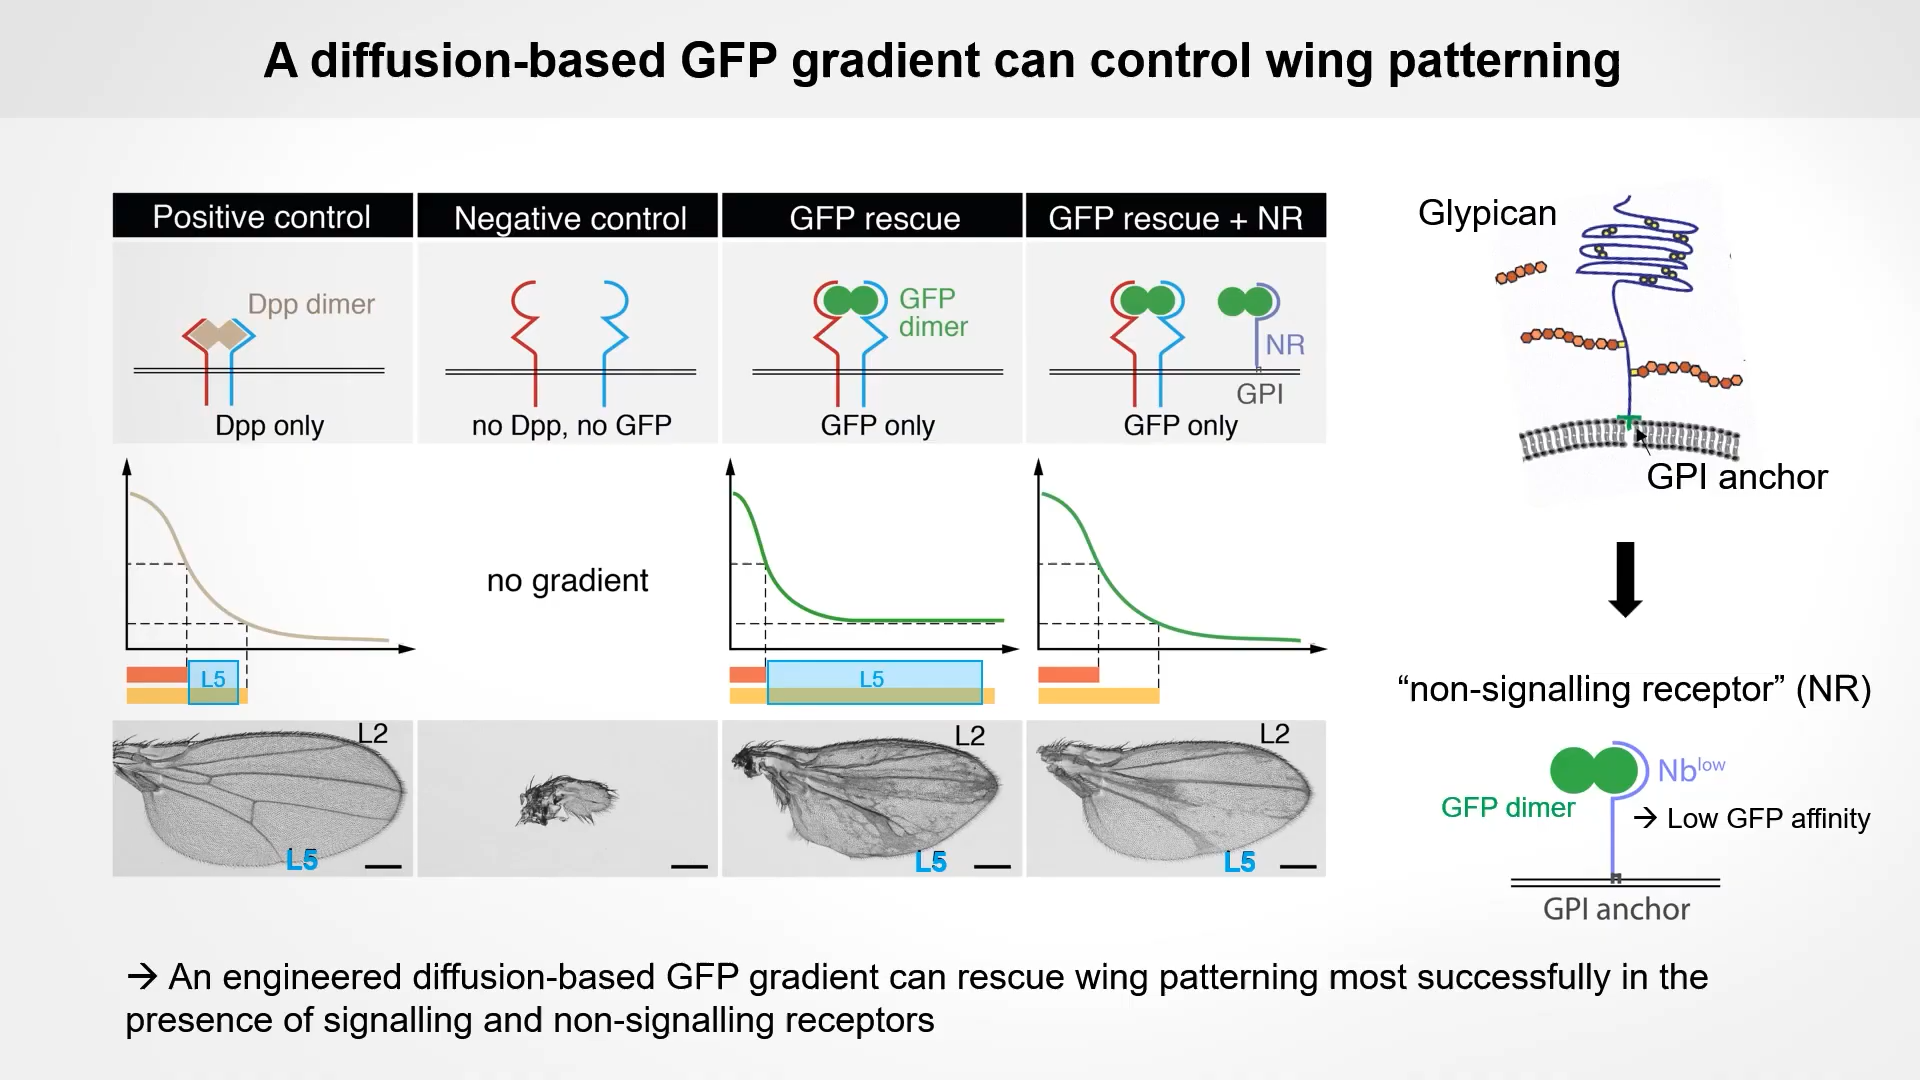 A diffusion-based GFP gradient can control wing patterning
Positive control
Negative control
GFP rescue
GFP rescue + NR
Dpp dimer
Dpp only
no Dpp, no GFP
GFP
dimer
GFP only
NR
GPI
GFP only
no gradient
L5
L5
L2
L5
L2
L5
L2
L5
Glypican
GPI anchor
“non-signalling receptor” (NR)
Nblow
GFP dimer
→ Low GFP affinity
GPI anchor
→ An engineered diffusion-based GFP gradient can rescue wing patterning most successfully in the
presence of signalling and non-signalling receptors